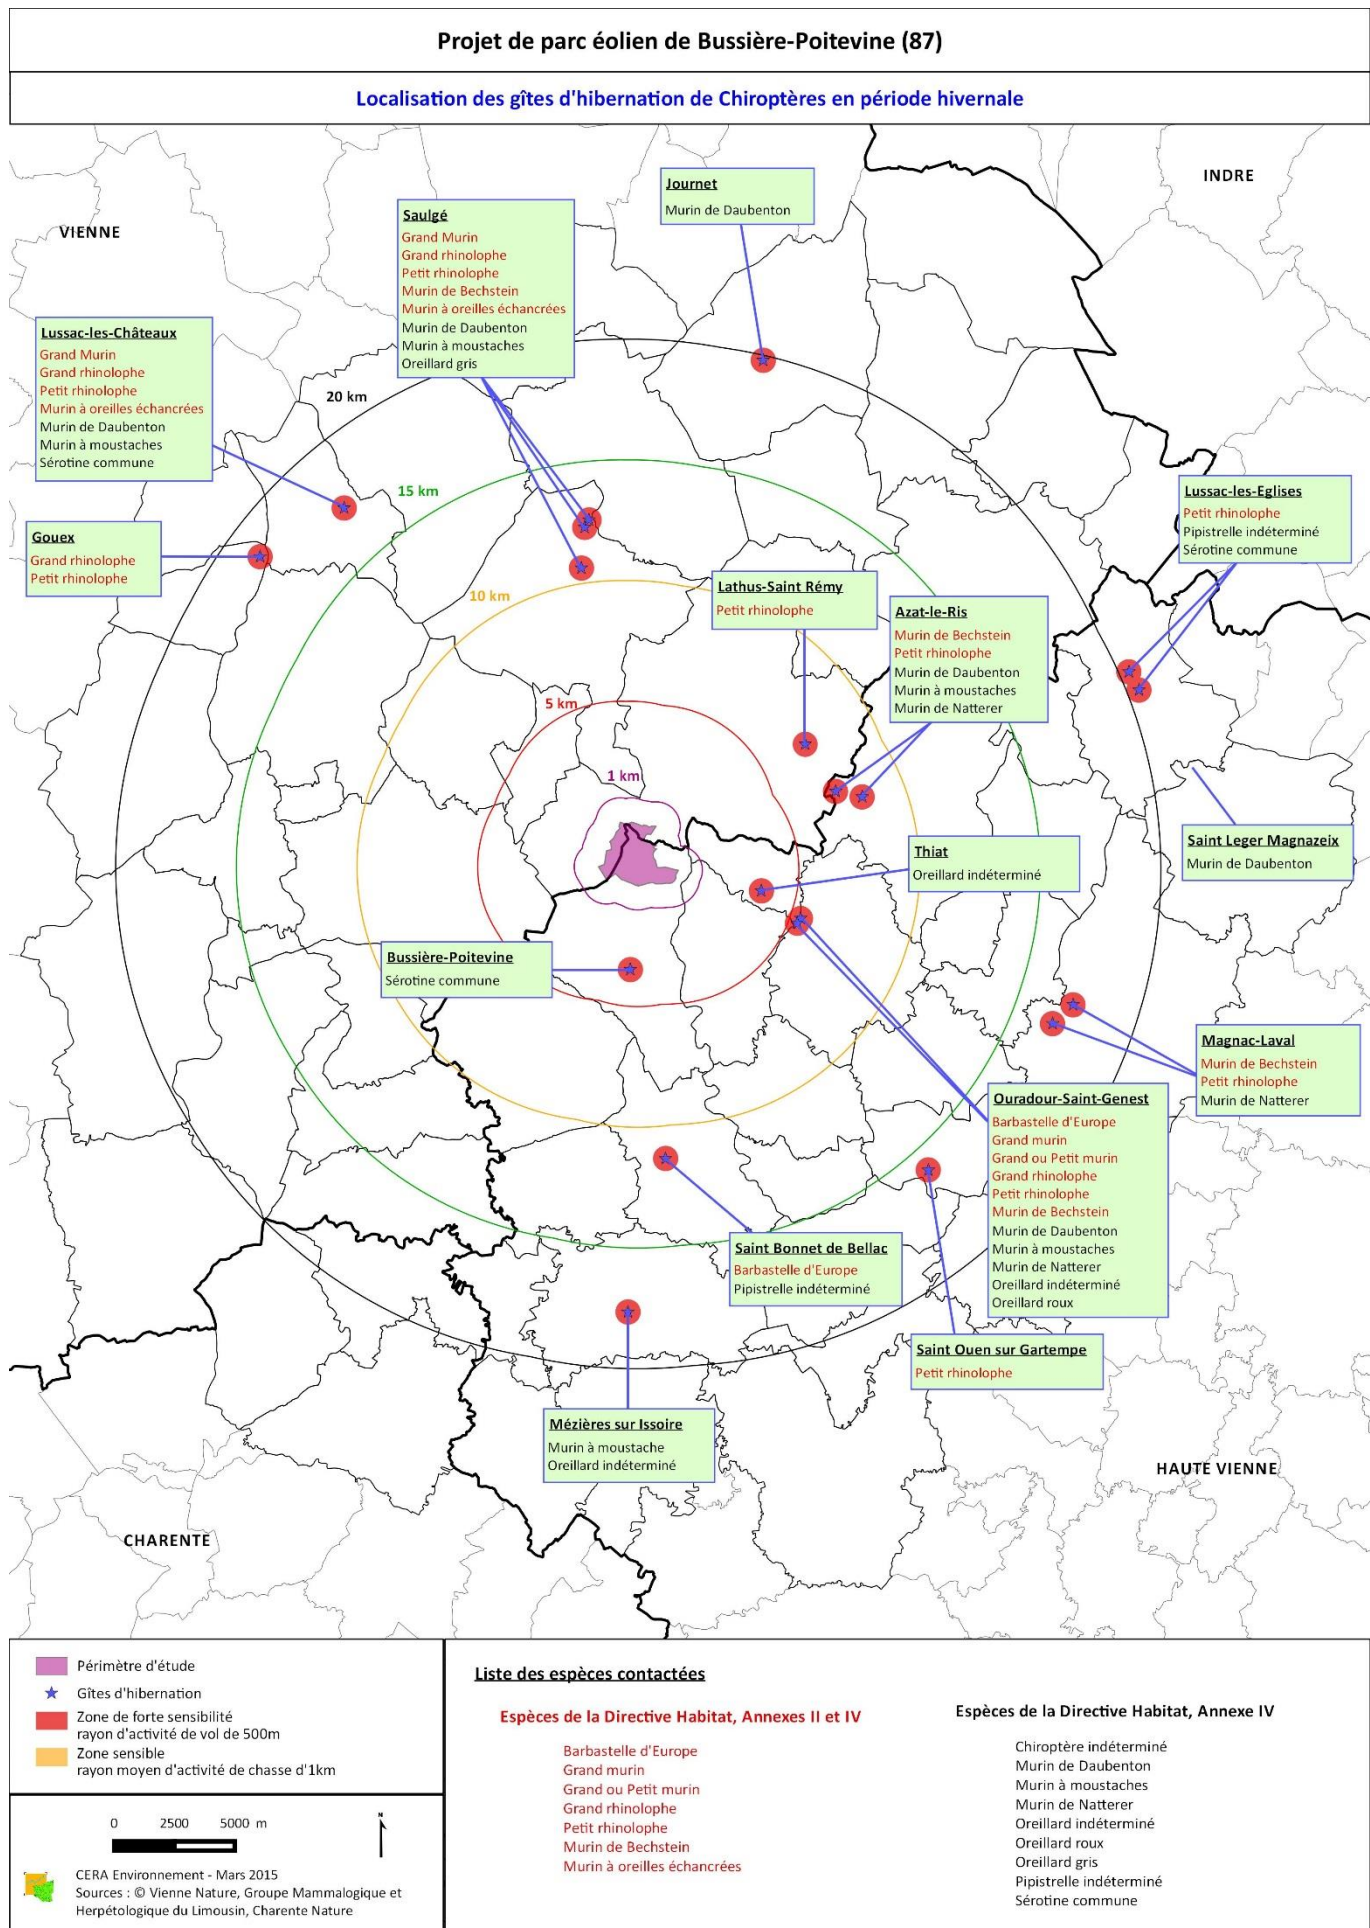 Projet de parc éolien de Bussière-Poitevine (87)
Localisation des gîtes d'hibernation de Chiroptères en période hivernale
INDRE
VIENNE
Journet
Murin de Daubenton
Saulgé
Grand Murin
Grand rhinolophe
Petit rhinolophe
Murin de Bechstein
Murin à oreilles échancrées
Murin de Daubenton
Murin à moustaches
Oreillard gris
Lussac-les-Châteaux
Grand Murin
Grand rhinolophe
Petit rhinolophe
Murin à oreilles échancrées
Murin de Daubenton
Murin à moustaches
Sérotine commune
20 km
15 km
Gouex
Grand rhinolophe
Petit rhinolophe
Lussac-les-Eglises
Petit rhinolophe
Pipistrelle indéterminé
Sérotine commune
10 km
Lathus-Saint Rémy
Petit rhinolophe
Azat-le-Ris
Murin de Bechstein
Petit rhinolophe
Murin de Daubenton
Murin à moustaches
Murin de Natterer
5 km
1 km
Saint Leger Magnazeix
Murin de Daubenton
Thiat
Oreillard indéterminé
Bussière-Poitevine
Sérotine commune
Magnac-Laval
Murin de Bechstein
Petit rhinolophe
Murin de Natterer
Ouradour-Saint-Genest
Barbastelle d'Europe
Grand murin
Grand ou Petit murin
Grand rhinolophe
Petit rhinolophe
Murin de Bechstein
Murin de Daubenton
Murin à moustaches
Murin de Natterer
Oreillard indéterminé
Oreillard roux
Saint Bonnet de Bellac
Barbastelle d'Europe
Pipistrelle indéterminé
Saint Ouen sur Gartempe
Petit rhinolophe
Mézières sur Issoire
Murin à moustache
Oreillard indéterminé
HAUTE VIENNE
CHARENTE
Périmètre d'étude
Gîtes d'hibernation
Zone de forte sensibilité
rayon d'activité de vol de 500m
Zone sensible
rayon moyen d'activité de chasse d'1km
0 2500 5000 m
N
CERA Environnement - Mars 2015
Sources : © Vienne Nature, Groupe Mammalogique et
Herpétologique du Limousin, Charente Nature
Liste des espèces contactées
Espèces de la Directive Habitat, Annexes II et IV
Barbastelle d'Europe
Grand murin
Grand ou Petit murin
Grand rhinolophe
Petit rhinolophe
Murin de Bechstein
Murin à oreilles échancrées
Espèces de la Directive Habitat, Annexe IV
Chiroptère indéterminé
Murin de Daubenton
Murin à moustaches
Murin de Natterer
Oreillard indéterminé
Oreillard roux
Oreillard gris
Pipistrelle indéterminé
Sérotine commune